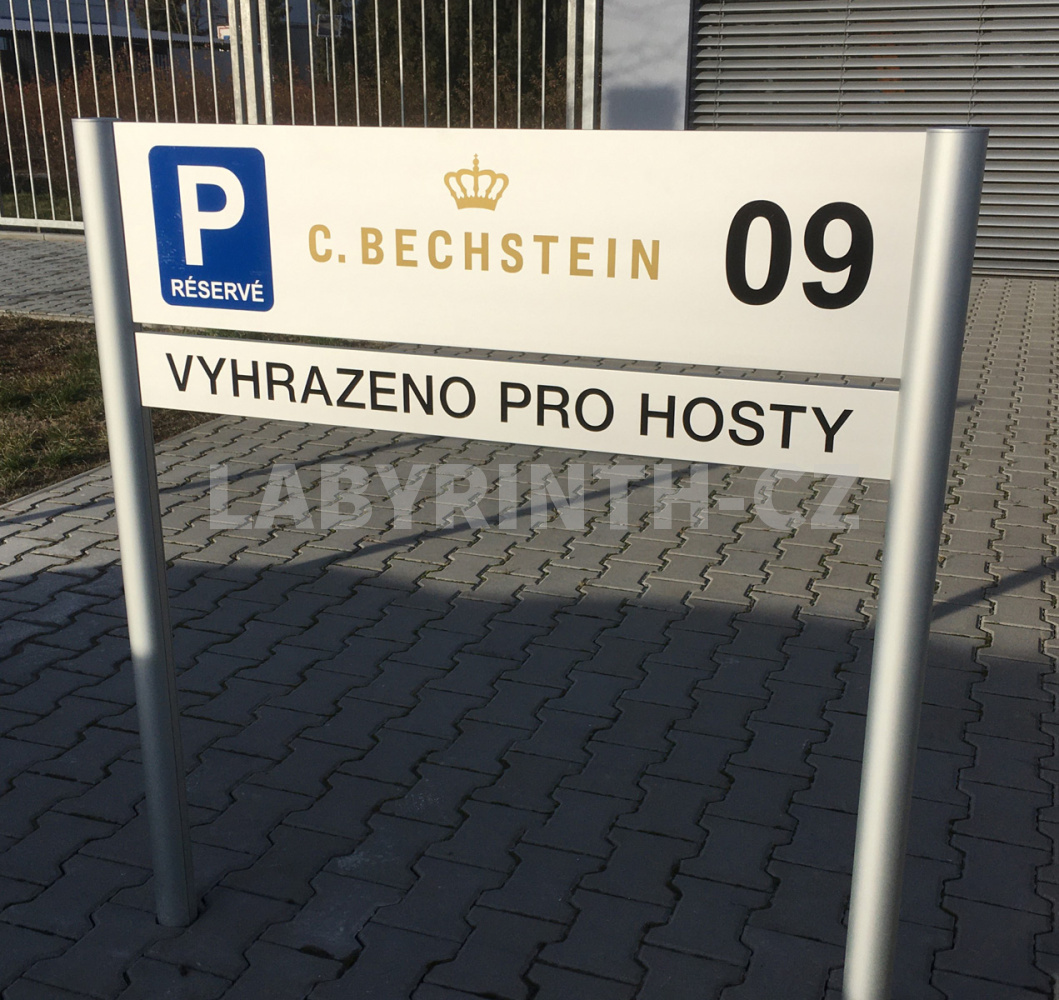 P
RÉSERVÉ
C. BECHSTEIN
09
VYHRAZENO PRO HOSTY
LABYRINTH-CZ